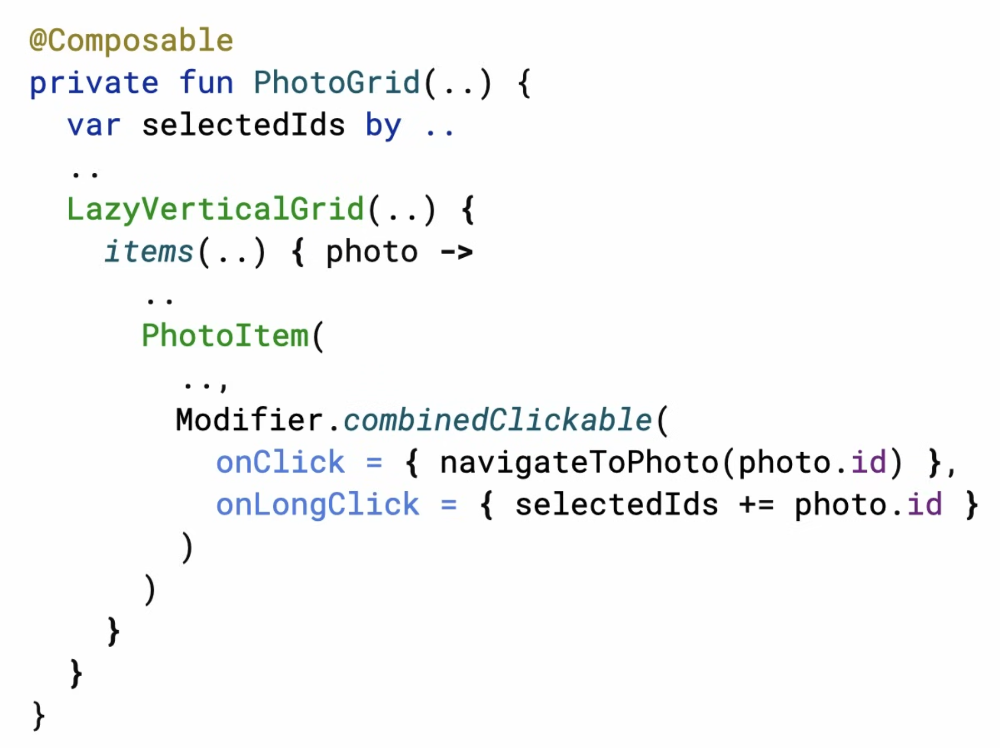 @Composable
private fun PhotoGrid(..) {
  var selectedIds by ..
  ..
  LazyVerticalGrid(..) {
    items(..) { photo ->
      ..
      PhotoItem(
        ..,
        Modifier.combinedClickable(
          onClick = { navigateToPhoto(photo.id) },
          onLongClick = { selectedIds += photo.id }
        )
      )
    }
  }
}